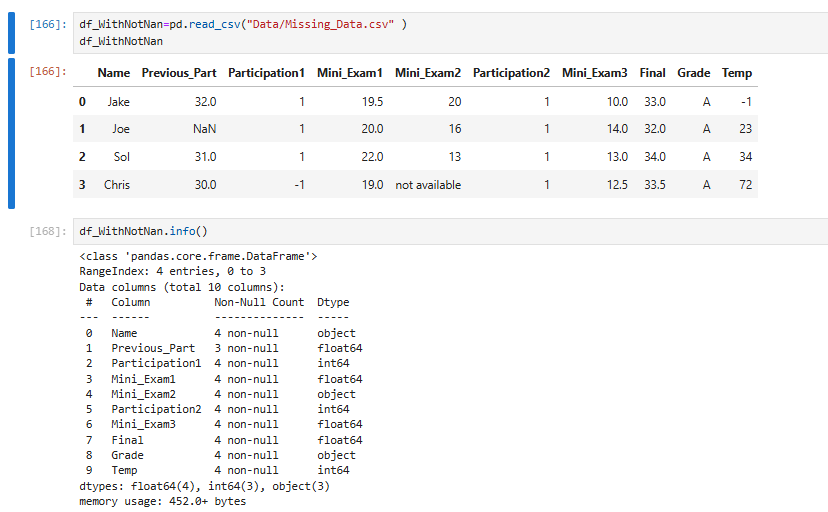 [166]: df_WithNotNan=pd.read_csv("Data/Missing_Data.csv" )
df_WithNotNan
[166]: Name Previous_Part Participation1 Mini_Exam1 Mini_Exam2 Participation2 Mini_Exam3 Final Grade Temp
0 Jake 32.0 1 19.5 20 1 10.0 33.0 A -1
1 Joe NaN 1 20.0 16 1 14.0 32.0 A 23
2 Sol 31.0 1 22.0 13 1 13.0 34.0 A 34
3 Chris 30.0 -1 19.0 not available 1 12.5 33.5 A 72
[168]: df_WithNotNan.info()
<class 'pandas.core.frame.DataFrame'>
RangeIndex: 4 entries, 0 to 3
Data columns (total 10 columns):
# Column Non-Null Count Dtype
--- ------ -------------- -----
0 Name 4 non-null object
1 Previous_Part 3 non-null float64
2 Participation1 4 non-null int64
3 Mini_Exam1 4 non-null float64
4 Mini_Exam2 4 non-null object
5 Participation2 4 non-null int64
6 Mini_Exam3 4 non-null float64
7 Final 4 non-null float64
8 Grade 4 non-null object
9 Temp 4 non-null int64
dtypes: float64(4), int64(3), object(3)
memory usage: 452.0+ bytes